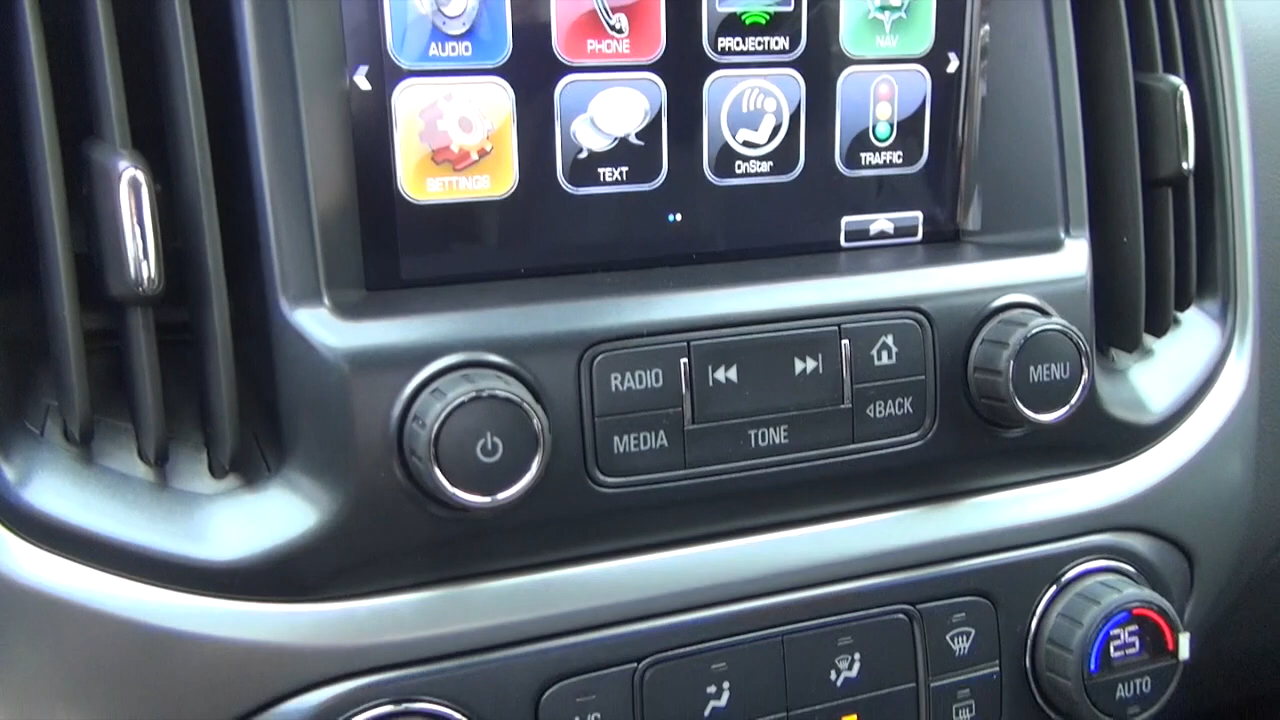 AUDIO
PHONE
PROJECTION
NAV
SETTINGS
TEXT
OnStar
TRAFFIC
RADIO
MEDIA
TONE
BACK
MENU
25
AUTO
A/C